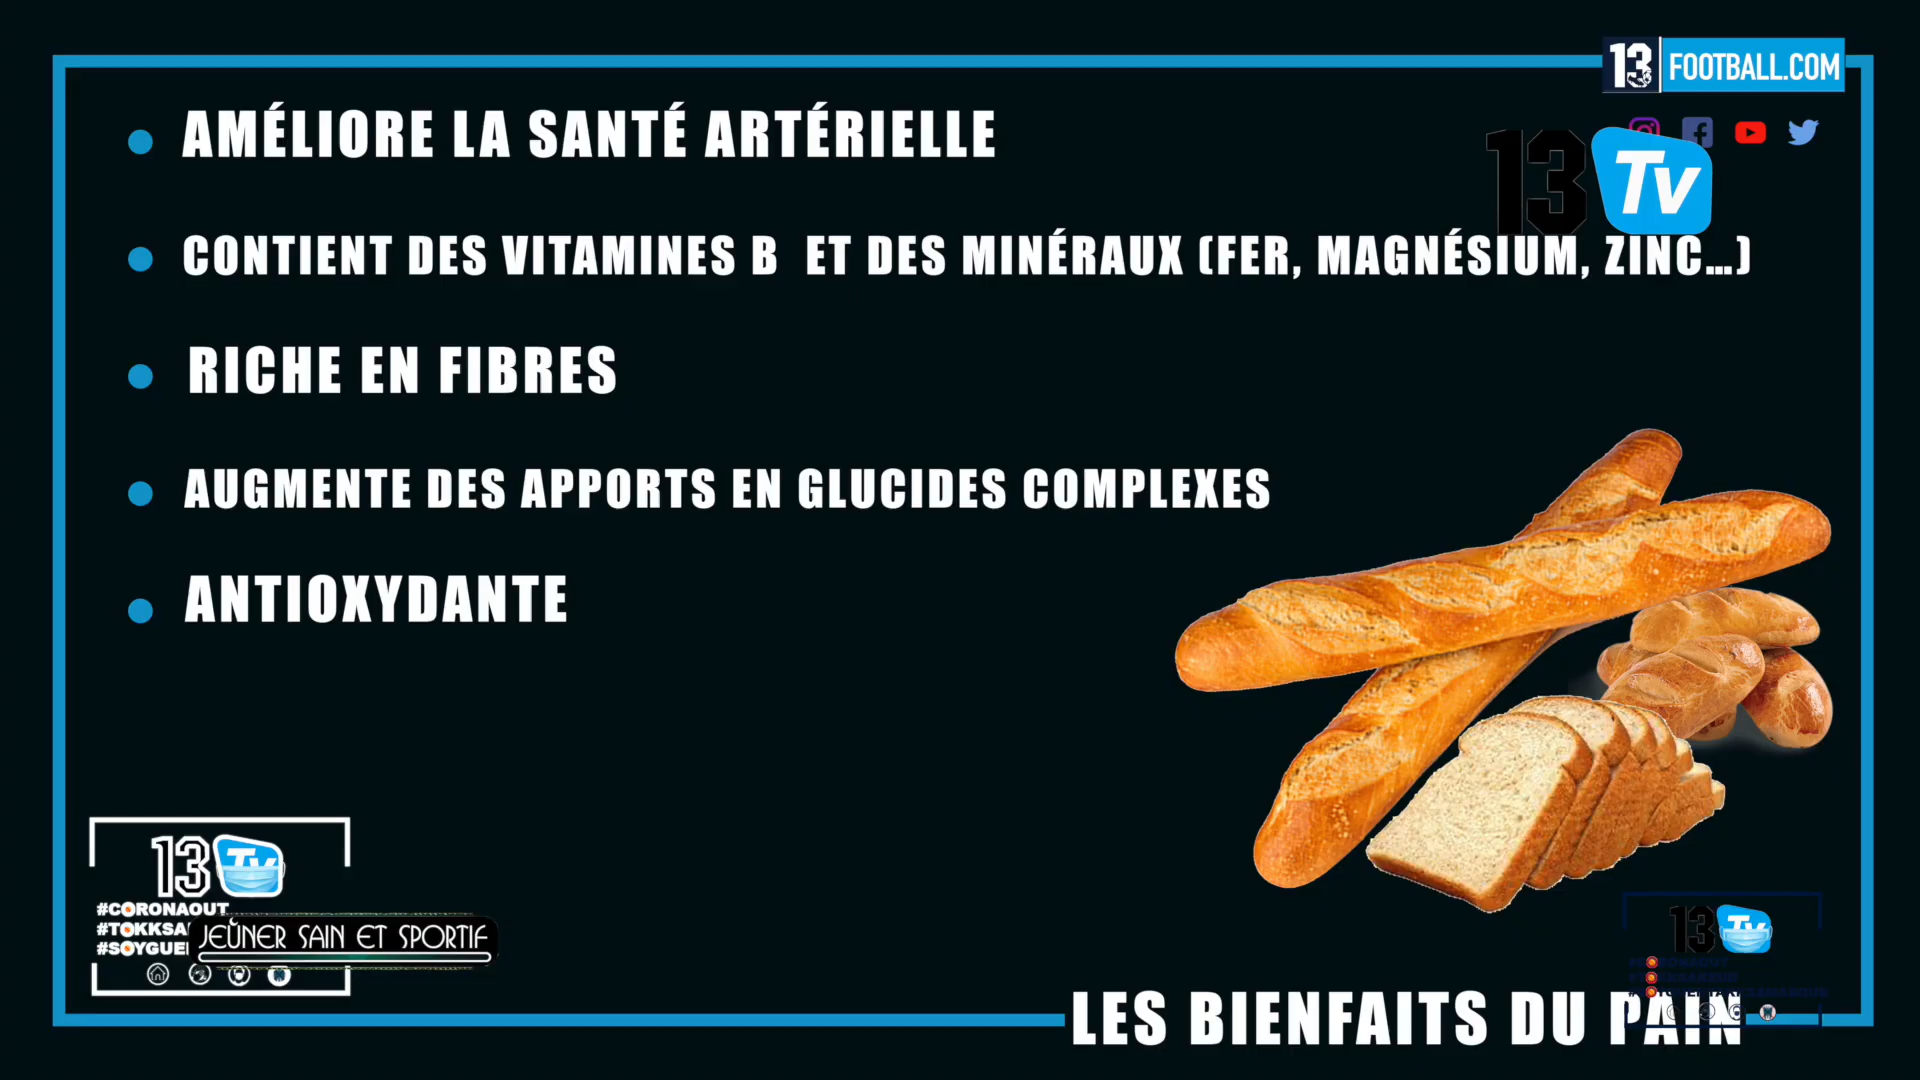 13 FOOTBALL.COM
AMÉLIORE LA SANTÉ ARTÉRIELLE
13 Tv
CONTIENT DES VITAMINES B ET DES MINÉRAUX (FER, MAGNÉSIUM, ZINC...)
RICHE EN FIBRES
AUGMENTE DES APPORTS EN GLUCIDES COMPLEXES
ANTIOXYDANTE
13 Tv
#CORONAOUT
#TOKKSA
#SOYGUE
JEÛNER SAIN ET SPORTIF
13 Tv
LES BIENFAITS DU PAIN